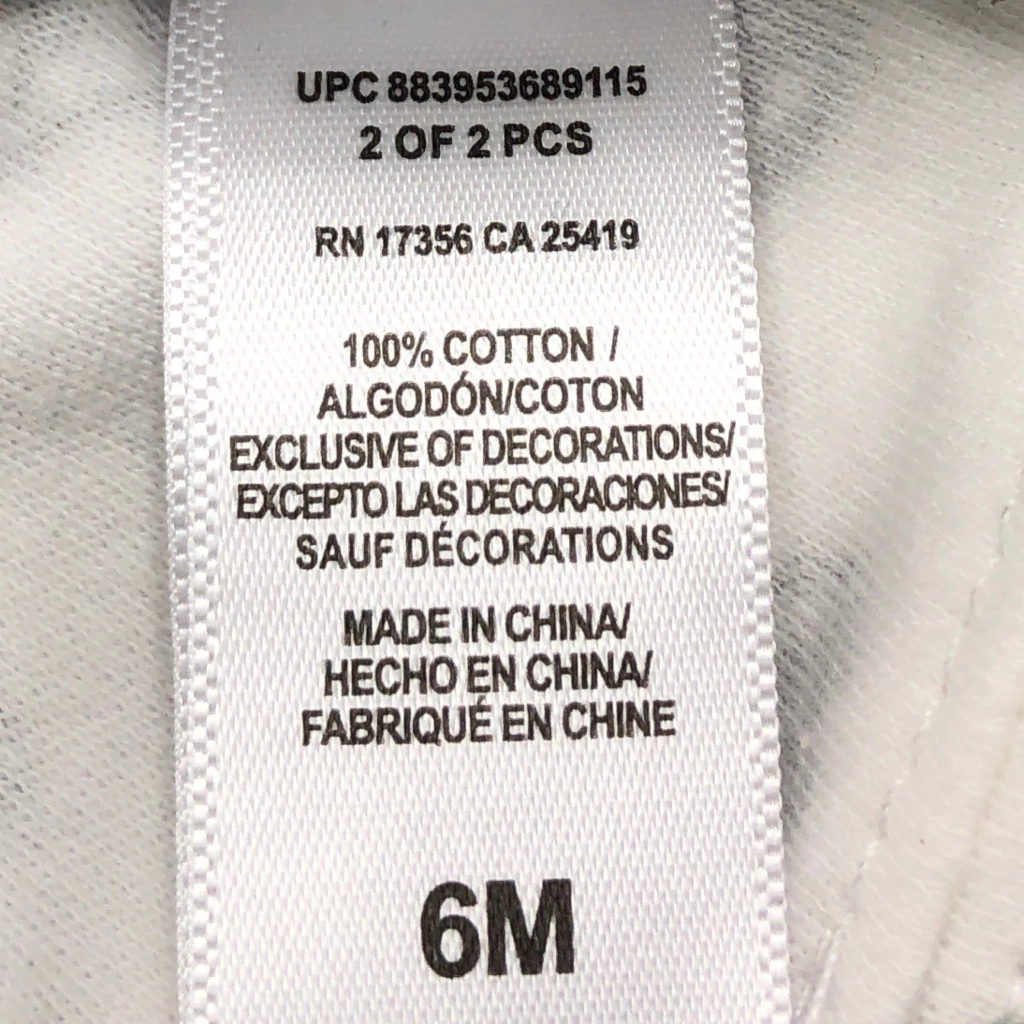 UPC 883953689115
2 OF 2 PCS
RN 17356 CA 25419
100% COTTON /
ALGODÓN/COTON
EXCLUSIVE OF DECORATIONS/
EXCEPTO LAS DECORACIONES/
SAUF DÉCORATIONS
MADE IN CHINA/
HECHO EN CHINA/
FABRIQUÉ EN CHINE
6M